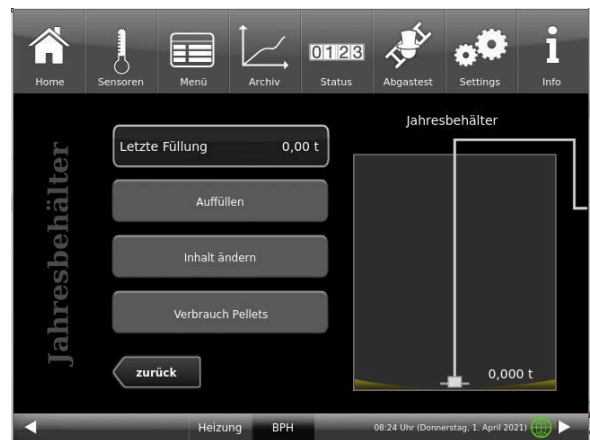 Home Sensoren Menü Archiv 0123 Status Abgastest Settings i Info
Jahresbehälter
Jahresbehälter
Letzte Füllung 0,00 t
Auffüllen
Inhalt ändern
Verbrauch Pellets
zurück
0,000 t
Heizung BPH 08:24 Uhr (Donnerstag, 1. April 2021)